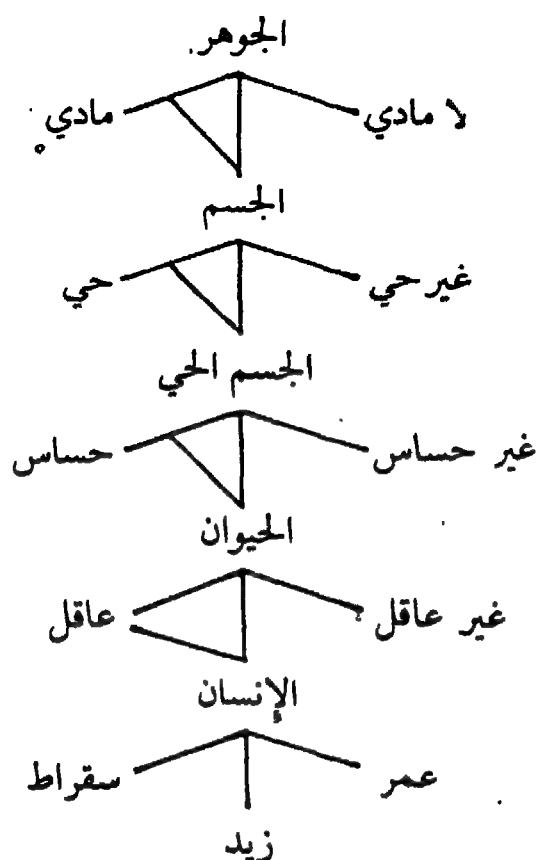 الجوهر
لا مادي مادي
الجسم
غير حي حي
الجسم الحي
غير حساس حساس
الحيوان
غير عاقل عاقل
الإنسان
عمر سقراط
زيد